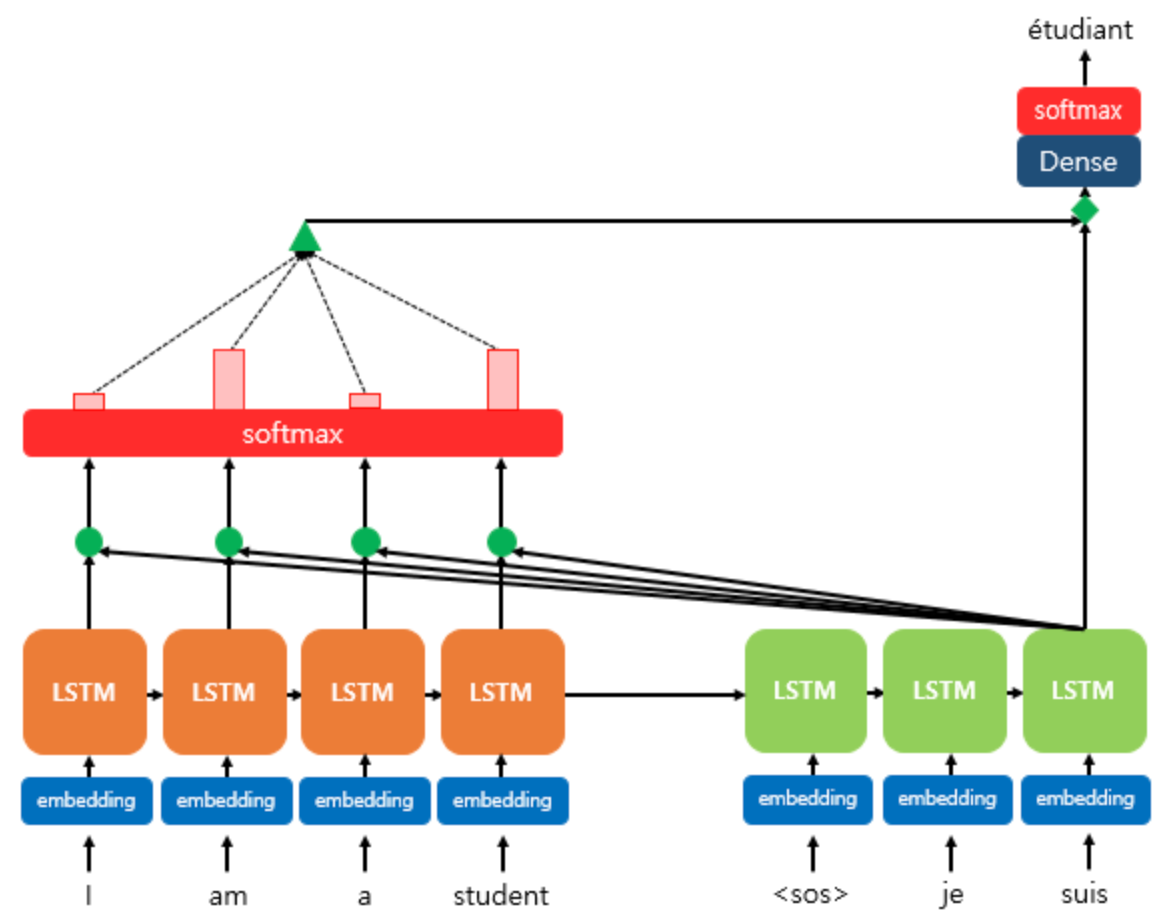 étudiant
softmax
Dense
softmax
LSTM LSTM LSTM LSTM LSTM LSTM LSTM
embedding embedding embedding embedding embedding embedding embedding
I am a student <sos> je suis